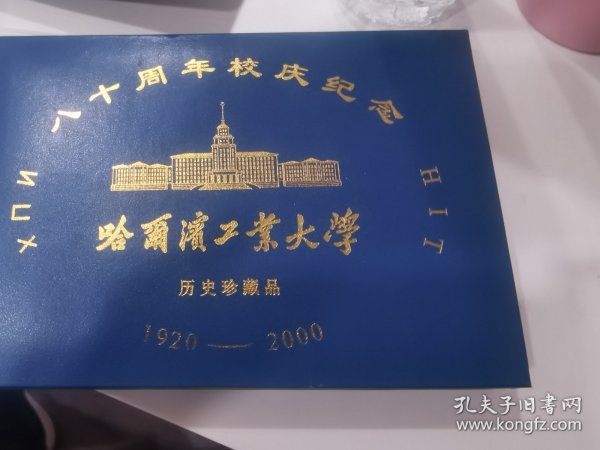 八十周年校庆纪念
ХПИ
HIT
哈爾濱工業大學
历史珍藏品
1920 — 2000
孔夫子旧书网
www.kongfz.com